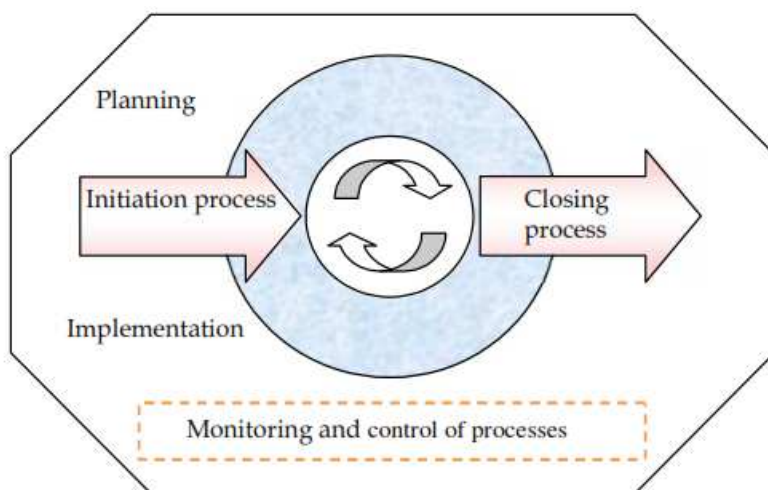 Planning
Initiation process
Closing
process
Implementation
Monitoring and control of processes